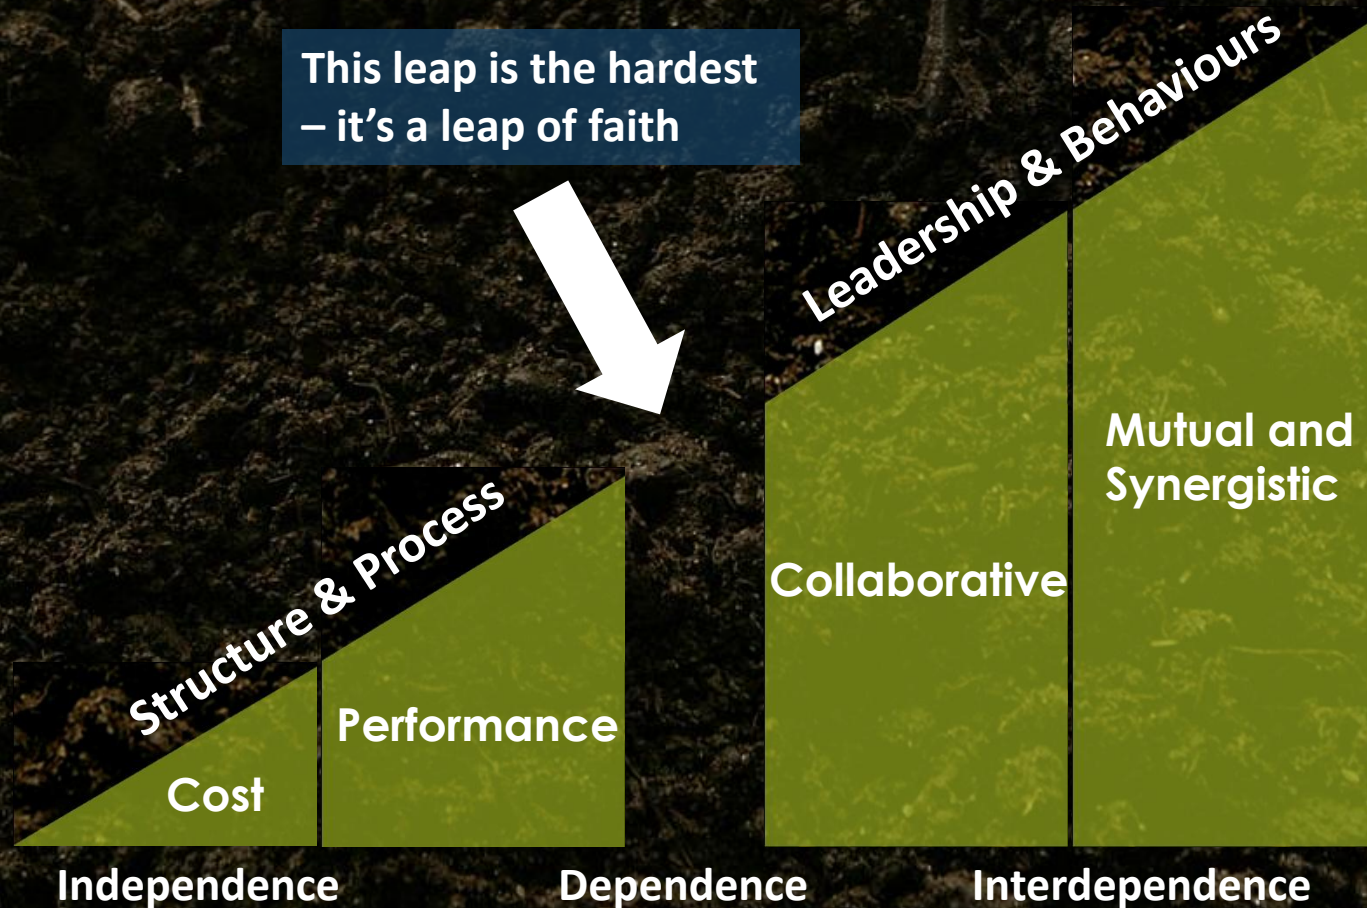 This leap is the hardest
– it's a leap of faith
Leadership & Behaviours
Structure & Process
Mutual and
Synergistic
Collaborative
Performance
Cost
Independence
Dependence
Interdependence